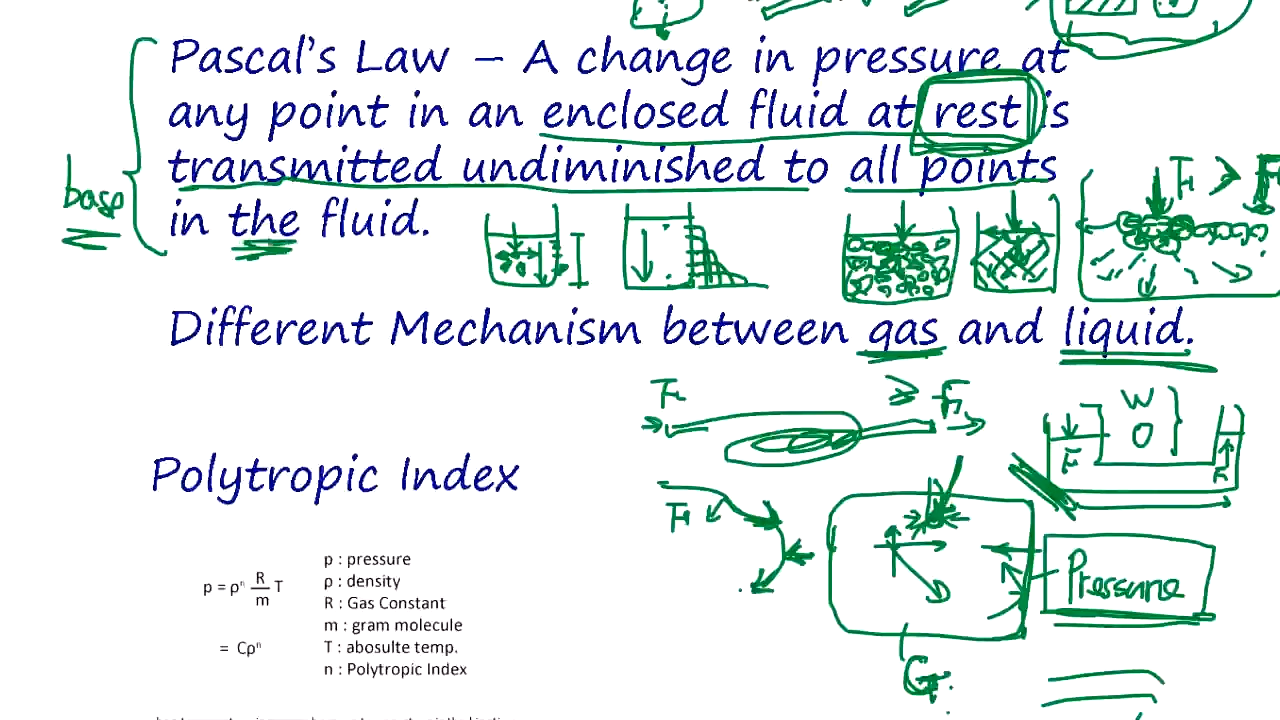 Pascal's Law – A change in pressure at
any point in an enclosed fluid at rest is
transmitted undiminished to all points
in the fluid.
base
F >
Different Mechanism between gas and liquid.
F ≥ F
W
O
F
Polytropic Index
F
Pressure
p = ρⁿ R/m T
= Cρⁿ
p : pressure
ρ : density
R : Gas Constant
m : gram molecule
T : abosulte temp.
n : Polytropic Index
G.